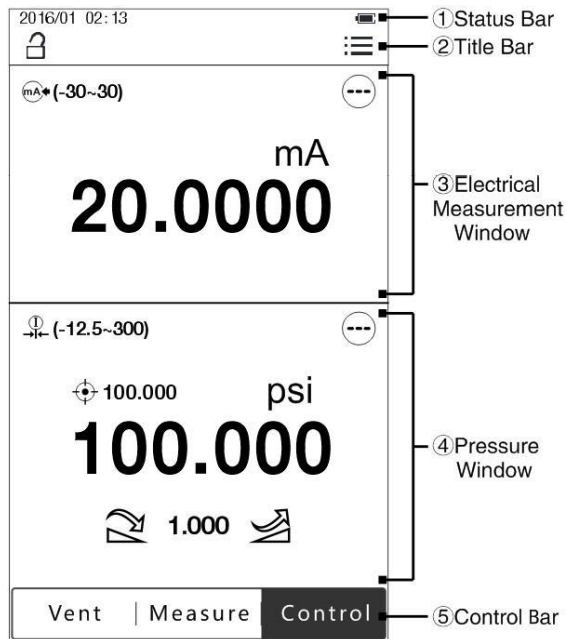 2016/01 02:13
①Status Bar
②Title Bar
mA (-30~30)
---
mA
20.0000
③Electrical
Measurement
Window
I (-12.5~300)
---
100.000
psi
100.000
1.000
④Pressure
Window
Vent | Measure Control
⑤Control Bar